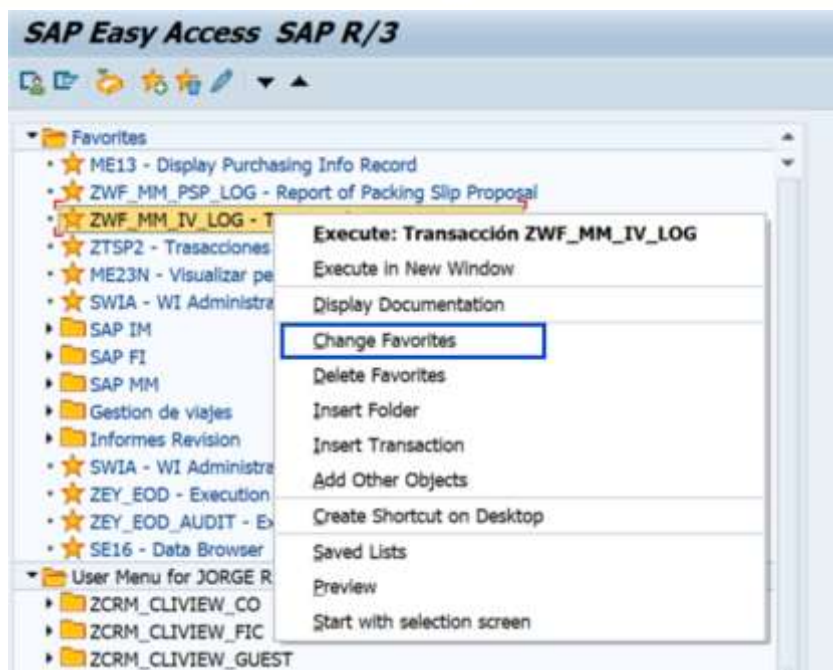 SAP Easy Access SAP R/3
Favorites
ME13 - Display Purchasing Info Record
ZWF_MM_PSP_LOG - Report of Packing Slip Proposal
ZWF_MM_IV_LOG - T
ZTSP2 - Trasacciones
ME23N - Visualizar pe
SWIA - WI Administra
SAP IM
SAP FI
SAP MM
Gestion de viajes
Informes Revision
SWIA - WI Administra
ZEY_EOD - Execution
ZEY_EOD_AUDIT - Ex
SE16 - Data Browser
User Menu for JORGE R
ZCRM_CLIVIEW_CO
ZCRM_CLIVIEW_FIC
ZCRM_CLIVIEW_GUEST
Execute: Transacción ZWF_MM_IV_LOG
Execute in New Window
Display Documentation
Change Favorites
Delete Favorites
Insert Folder
Insert Transaction
Add Other Objects
Create Shortcut on Desktop
Saved Lists
Preview
Start with selection screen